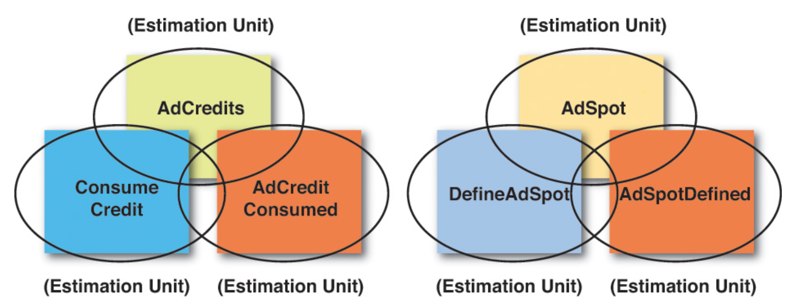 (Estimation Unit)
AdCredits
Consume
Credit
AdCredit
Consumed
(Estimation Unit)
(Estimation Unit)
(Estimation Unit)
AdSpot
DefineAdSpot
AdSpotDefined
(Estimation Unit)
(Estimation Unit)